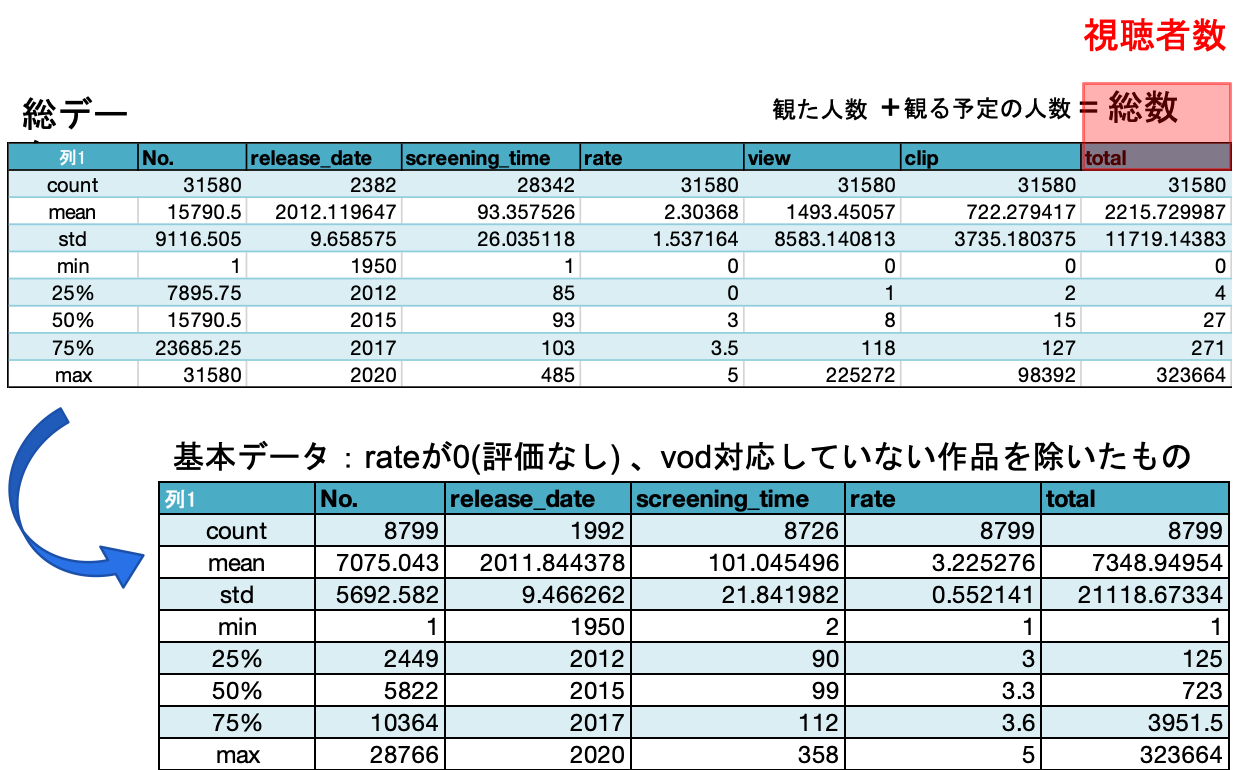 視聴者数
総デー
観た人数 +観る予定の人数 = 総数
列1 No. release_date screening_time rate view clip total
count 31580 2382 28342 31580 31580 31580 31580
mean 15790.5 2012.119647 93.357526 2.30368 1493.45057 722.279417 2215.729987
std 9116.505 9.658575 26.035118 1.537164 8583.140813 3735.180375 11719.14383
min 1 1950 1 0 0 0 0
25% 7895.75 2012 85 0 1 2 4
50% 15790.5 2015 93 3 8 15 27
75% 23685.25 2017 103 3.5 118 127 271
max 31580 2020 485 5 225272 98392 323664
基本データ：rateが0(評価なし) 、vod対応していない作品を除いたもの
列1 No. release_date screening_time rate total
count 8799 1992 8726 8799 8799
mean 7075.043 2011.844378 101.045496 3.225276 7348.94954
std 5692.582 9.466262 21.841982 0.552141 21118.67334
min 1 1950 2 1 1
25% 2449 2012 90 3 125
50% 5822 2015 99 3.3 723
75% 10364 2017 112 3.6 3951.5
max 28766 2020 358 5 323664